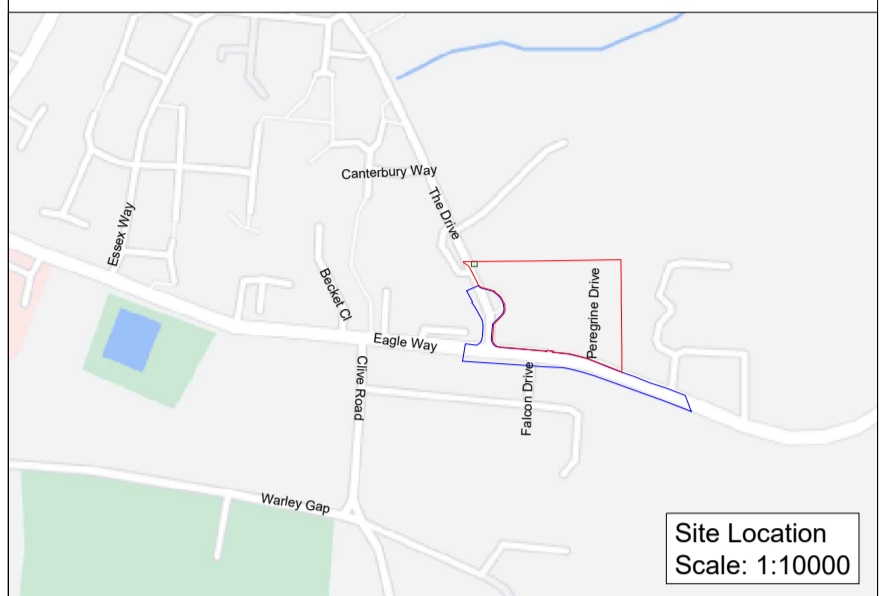 Canterbury Way
The Drive
Essex Way
Becket Cl
Peregrine Drive
Eagle Way
Clive Road
Falcon Drive
Warley Gap
Site Location
Scale: 1:10000